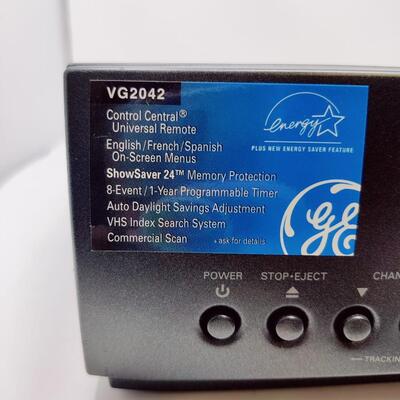 VG2042
Control Central®
Universal Remote
English/French/Spanish
On-Screen Menus
ShowSaver 24™ Memory Protection
8-Event/1-Year Programmable Timer
Auto Daylight Savings Adjustment
VHS Index Search System
Commercial Scan
*ask for details
energy
PLUS NEW ENERGY SAVER FEATURE
GE
POWER STOP•EJECT CHAN
TRACKIN